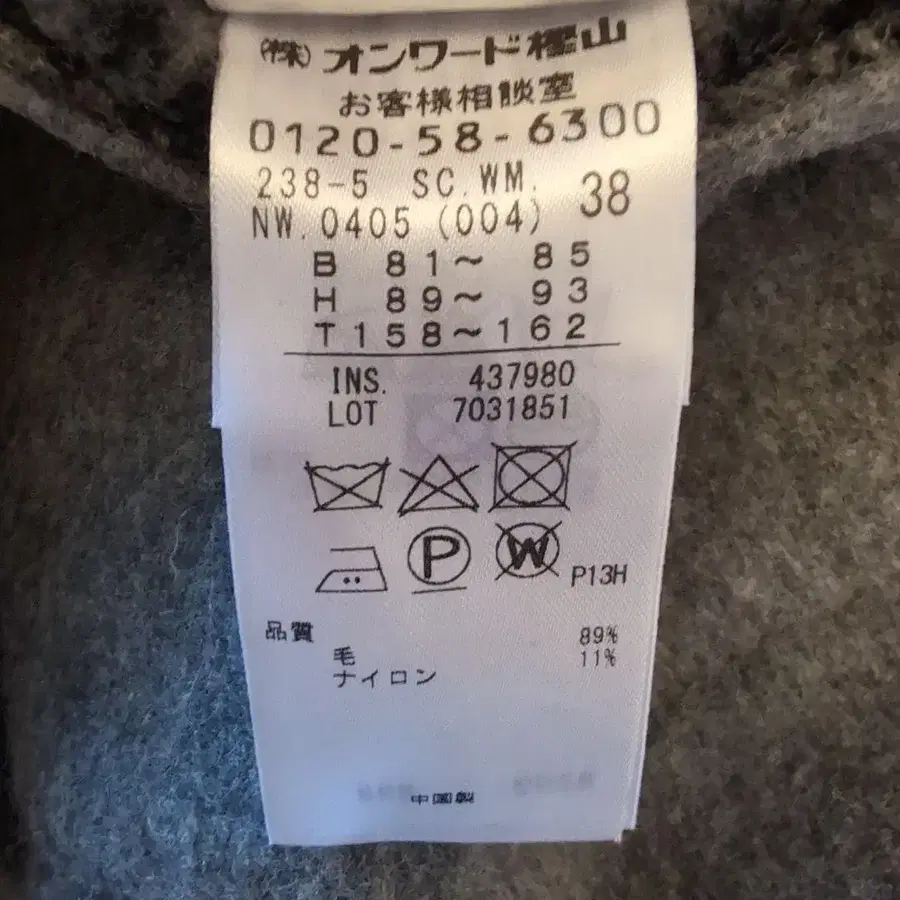 (株) オンワード樫山
お客様相談室
0120-58-6300
238-5 SC.WM. 38
NW.0405 (004)
B 81〜 85
H 89〜 93
T158〜162
INS. 437980
LOT 7031851
P
W
P13H
品質 89%
毛 11%
ナイロン
中国製